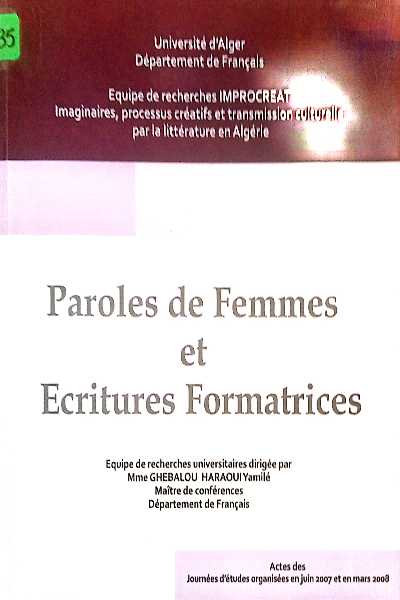 35
Université d'Alger
Département de Français
Equipe de recherches IMPROCREAT
Imaginaires, processus créatifs et transmission culturelle
par la littérature en Algérie
Paroles de Femmes
et
Ecritures Formatrices
Equipe de recherches universitaires dirigée par
Mme GHEBALOU HARAOUI Yamilé
Maître de conférences
Département de Français
Actes des
Journées d'études organisées en juin 2007 et en mars 2008